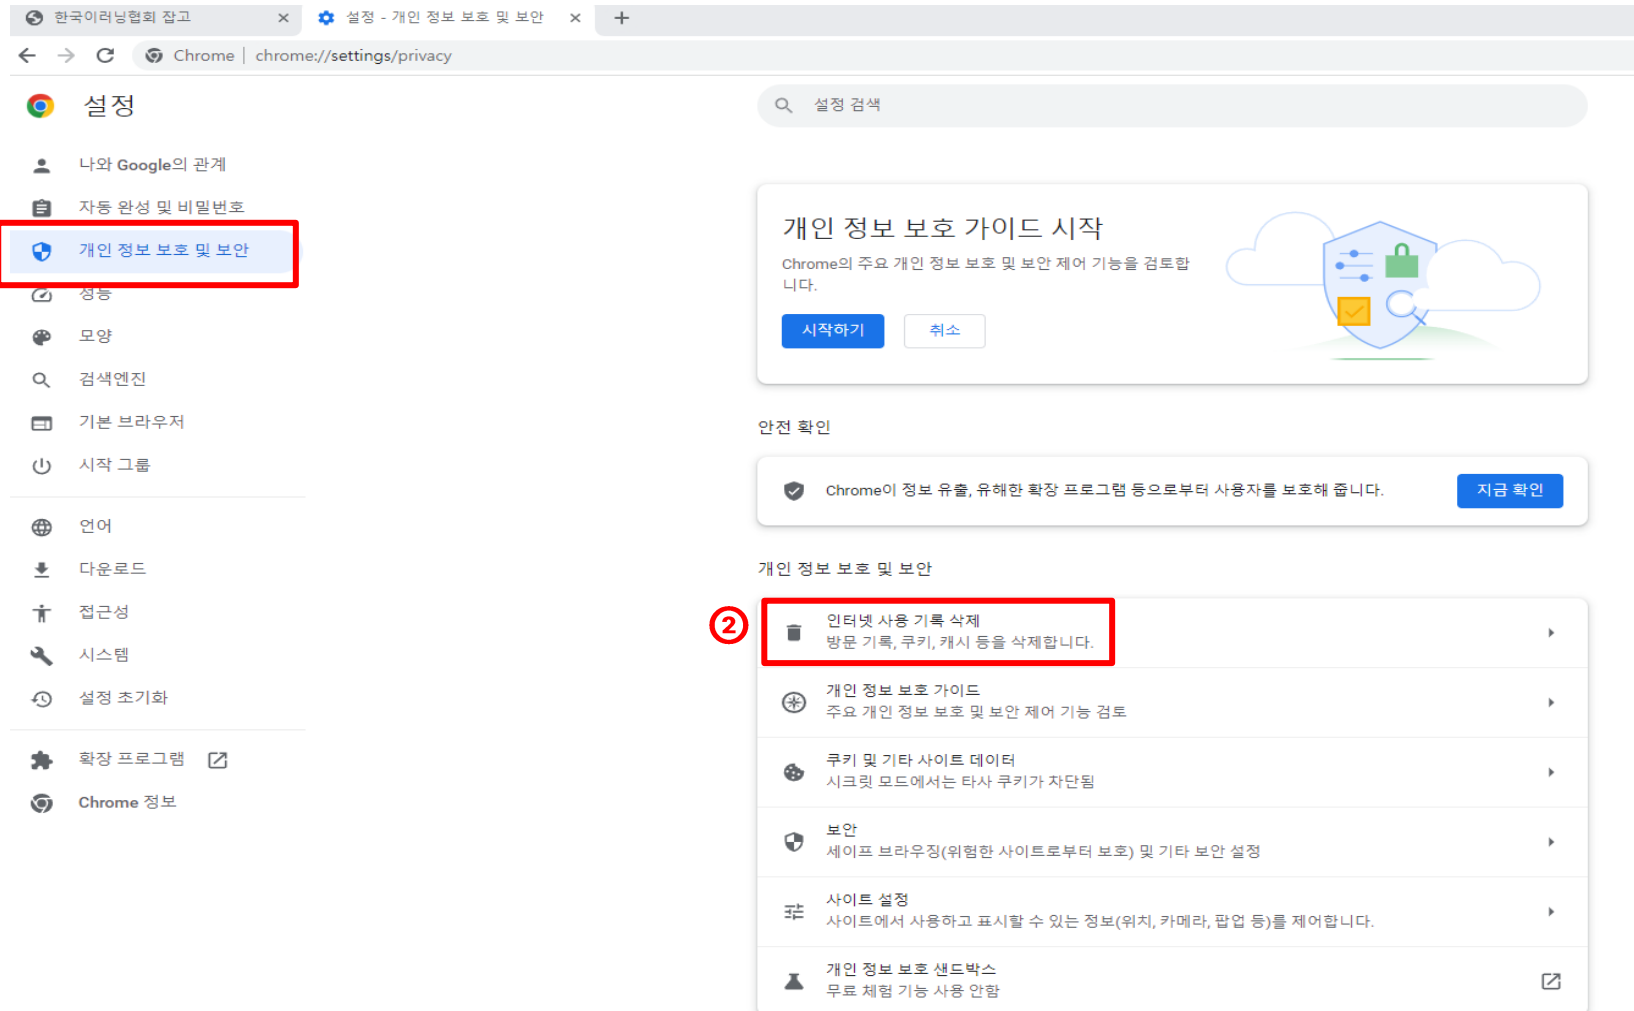 한국이러닝협회 잡고
설정 - 개인 정보 보호 및 보안
Chrome | chrome://settings/privacy
설정
설정 검색
나와 Google의 관계
자동 완성 및 비밀번호
개인 정보 보호 및 보안
성능
모양
검색엔진
기본 브라우저
시작 그룹
언어
다운로드
접근성
시스템
설정 초기화
확장 프로그램
Chrome 정보
개인 정보 보호 가이드 시작
Chrome의 주요 개인 정보 보호 및 보안 제어 기능을 검토합
니다.
시작하기
취소
안전 확인
Chrome이 정보 유출, 유해한 확장 프로그램 등으로부터 사용자를 보호해 줍니다.
지금 확인
개인 정보 보호 및 보안
②
인터넷 사용 기록 삭제
방문 기록, 쿠키, 캐시 등을 삭제합니다.
개인 정보 보호 가이드
주요 개인 정보 보호 및 보안 제어 기능 검토
쿠키 및 기타 사이트 데이터
시크릿 모드에서는 타사 쿠키가 차단됨
보안
세이프 브라우징(위험한 사이트로부터 보호) 및 기타 보안 설정
사이트 설정
사이트에서 사용하고 표시할 수 있는 정보(위치, 카메라, 팝업 등)를 제어합니다.
개인 정보 보호 샌드박스
무료 체험 기능 사용 안함